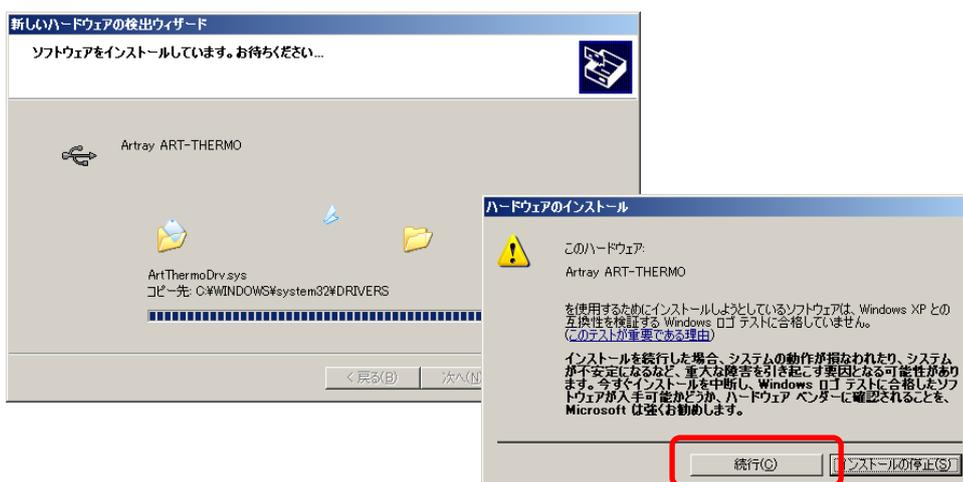 新しいハードウェアの検出ウィザード
ソフトウェアをインストールしています。お待ちください...
Artray ART-THERMO
ArtThermoDrv.sys
コピー先: C:¥WINDOWS¥system32¥DRIVERS
< 戻る(B)
次へ(N
ハードウェアのインストール
このハードウェア:
Artray ART-THERMO
を使用するためにインストールしようとしているソフトウェアは、Windows XP との
互換性を検証する Windows ロゴ テストに合格していません。
(このテストが重要である理由)
インストールを続行した場合、システムの動作が損なわれたり、システム
が不安定になるなど、重大な障害を引き起こす要因となる可能性があり
ます。今すぐインストールを中断し、Windows ロゴ テストに合格したソフ
トウェアが入手可能かどうか、ハードウェア ベンダーに確認されることを、
Microsoft は強くお勧めします。
続行(C)
インストールの停止(S)